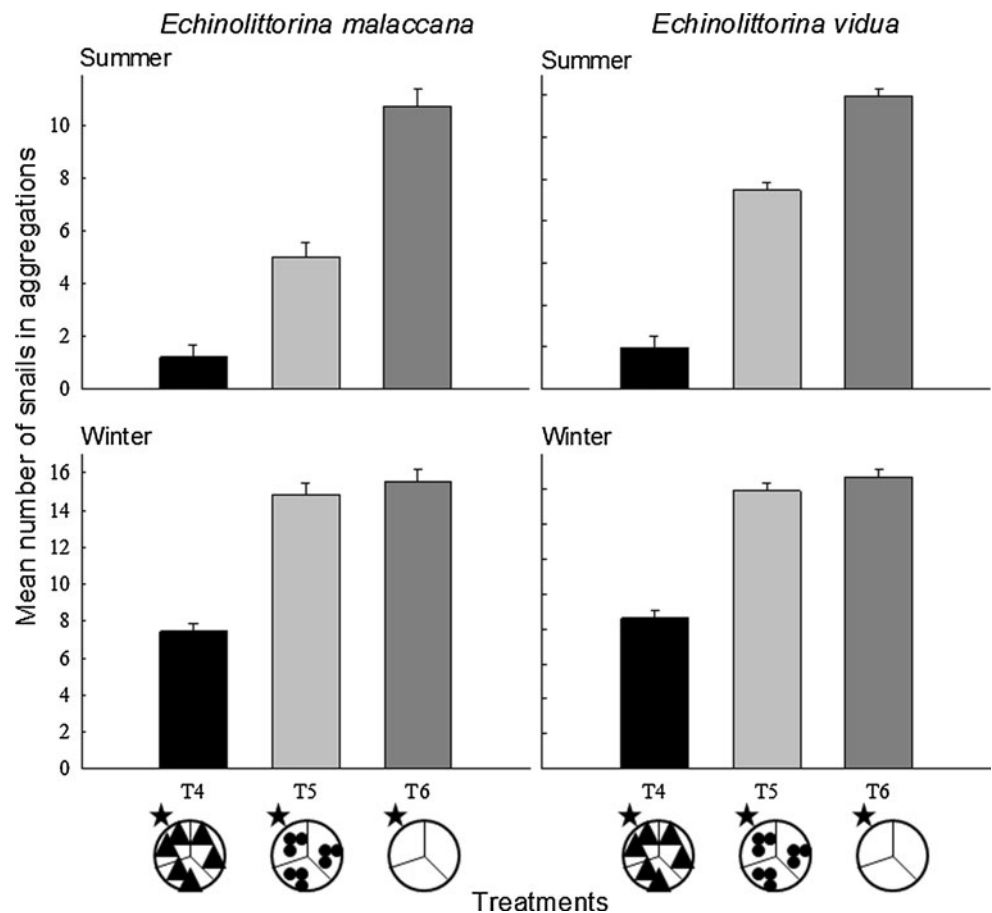 Echinolittorina malaccana
Echinolittorina vidua
Summer
Summer
Mean number of snails in aggregations
10
8
6
4
2
0
Winter
Winter
16
14
12
10
8
6
4
2
0
T4 T5 T6
T4 T5 T6
Treatments